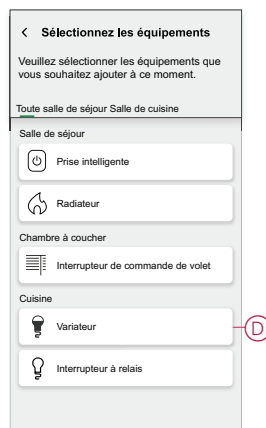 Sélectionnez les équipements
Veuillez sélectionner les équipements que
vous souhaitez ajouter à ce moment.
Toute salle de séjour Salle de cuisine
Salle de séjour
Prise intelligente
Radiateur
Chambre à coucher
Interrupteur de commande de volet
Cuisine
Variateur
D
Interrupteur à relais